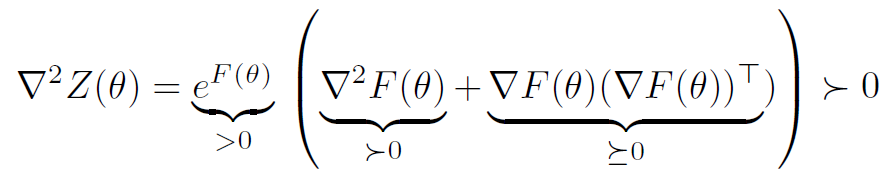 ∇²Z(θ) = e^{F(θ)} ( ∇²F(θ) + ∇F(θ)(∇F(θ))^⊤) ) ≻ 0
>0 ≻0 ⪰0